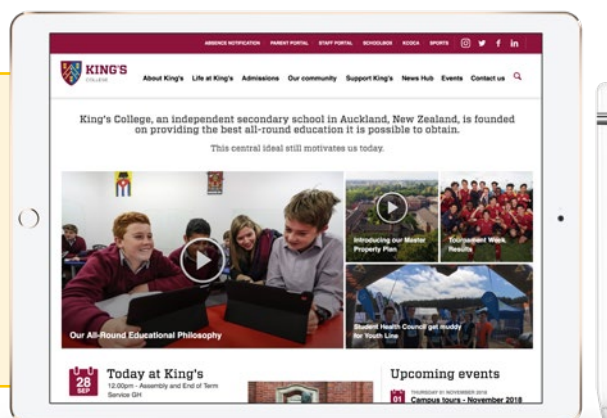 ABSENCE NOTIFICATION PARENT PORTAL STAFF PORTAL SCHOOLBOX KCOCA SPORTS
KING'S
COLLEGE
About King's Life at King's Admissions Our community Support King's News Hub Events Contact us
King's College, an independent secondary school in Auckland, New Zealand, is founded
on providing the best all-round education it is possible to obtain.
This central ideal still motivates us today.
Our All-Round Educational Philosophy
Introducing our Master
Property Plan
Tournament Week
Results
Student Health Council get muddy
for Youth Line
28
SEP
Today at King's
12.00pm - Assembly and End of Term
Service GH
Upcoming events
01
THURSDAY 01 NOVEMBER 2018
Campus tours - November 2018